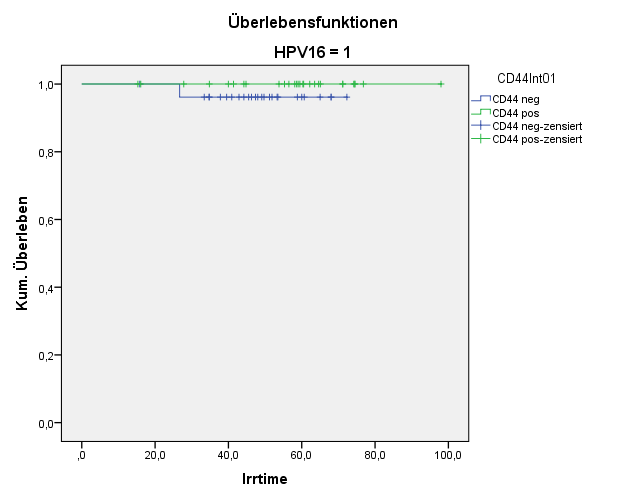 Überlebensfunktionen
HPV16 = 1
CD44Int01
CD44 neg
CD44 pos
CD44 neg-zensiert
CD44 pos-zensiert
Kum. Überleben
1,0
0,8
0,6
0,4
0,2
0,0
,0 20,0 40,0 60,0 80,0 100,0
Irrtime